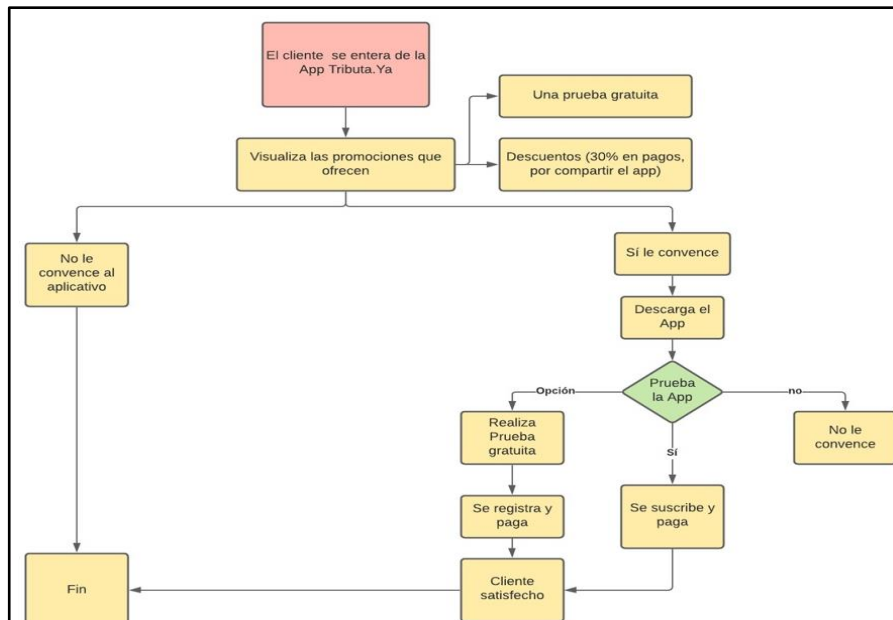 El cliente se entera de la
App Tributa.Ya
Una prueba gratuita
Visualiza las promociones que
ofrecen
Descuentos (30% en pagos,
por compartir el app)
No le
convence al
aplicativo
Sí le convence
Descarga el
App
Prueba
la App
Opción
no
Sí
Realiza
Prueba
gratuita
No le
convence
Se registra y
paga
Se suscribe y
paga
Fin
Cliente
satisfecho